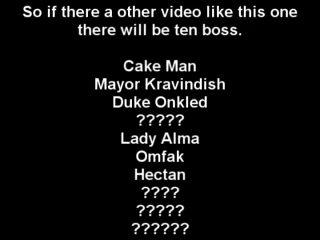 So if there a other video like this one
there will be ten boss.
Cake Man
Mayor Kravindish
Duke Onkled
?????
Lady Alma
Omfak
Hectan
????
?????
??????